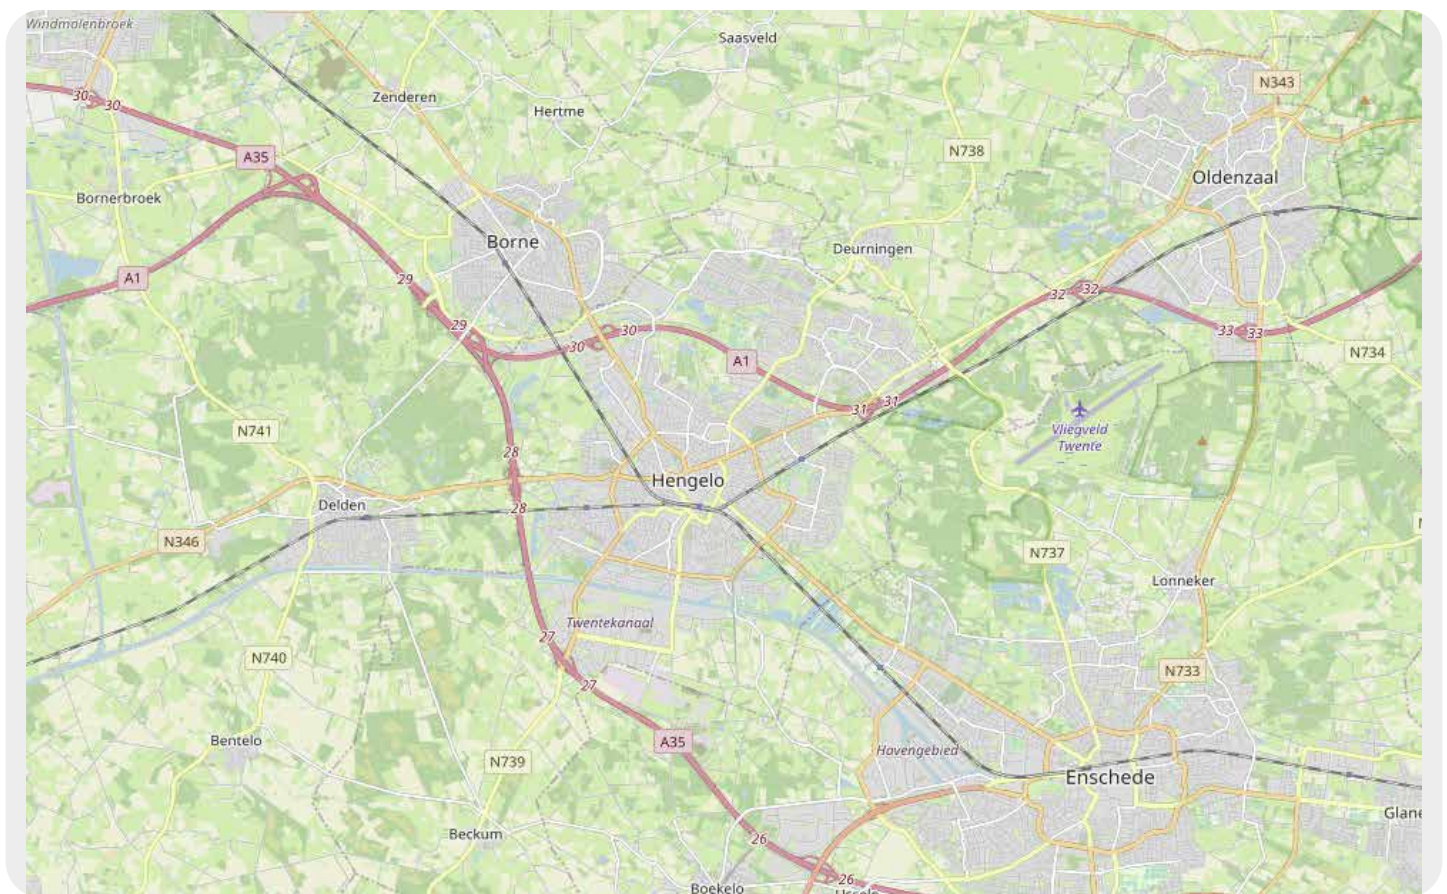 Windmolenbroek
Saasveld
N343
30
30
Zenderen
Hertme
N738
A35
Oldenzaal
Bornerbroek
Borne
Deurningen
A1
29
32
32
29
30
30
33
33
A1
N734
31
31
Vliegveld
Twente
N741
28
Hengelo
Delden
28
N346
N737
Lonneker
Twentekanaal
27
N740
N733
27
Bentelo
A35
Havengebied
N739
Enschede
Glane
Beckum
26
26
Boekelo